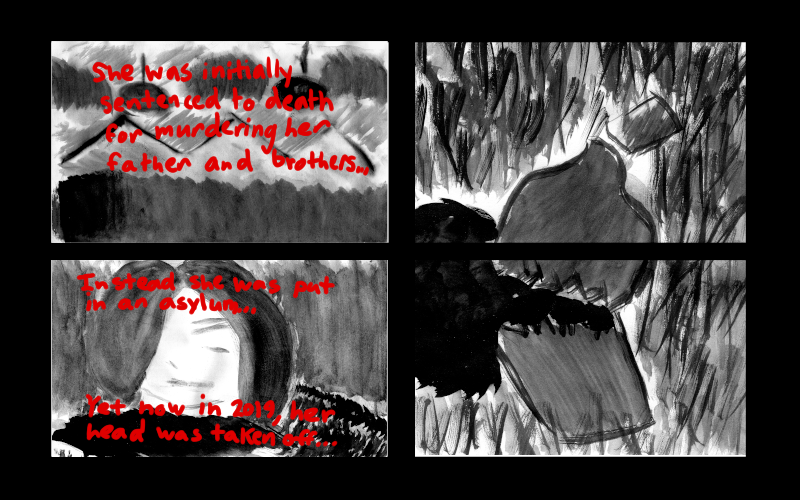 She was initially
sentenced to death
for murdering her
father and brothers...
Instead she was put
in an asylum...
Yet now in 2019, her
head was taken off...